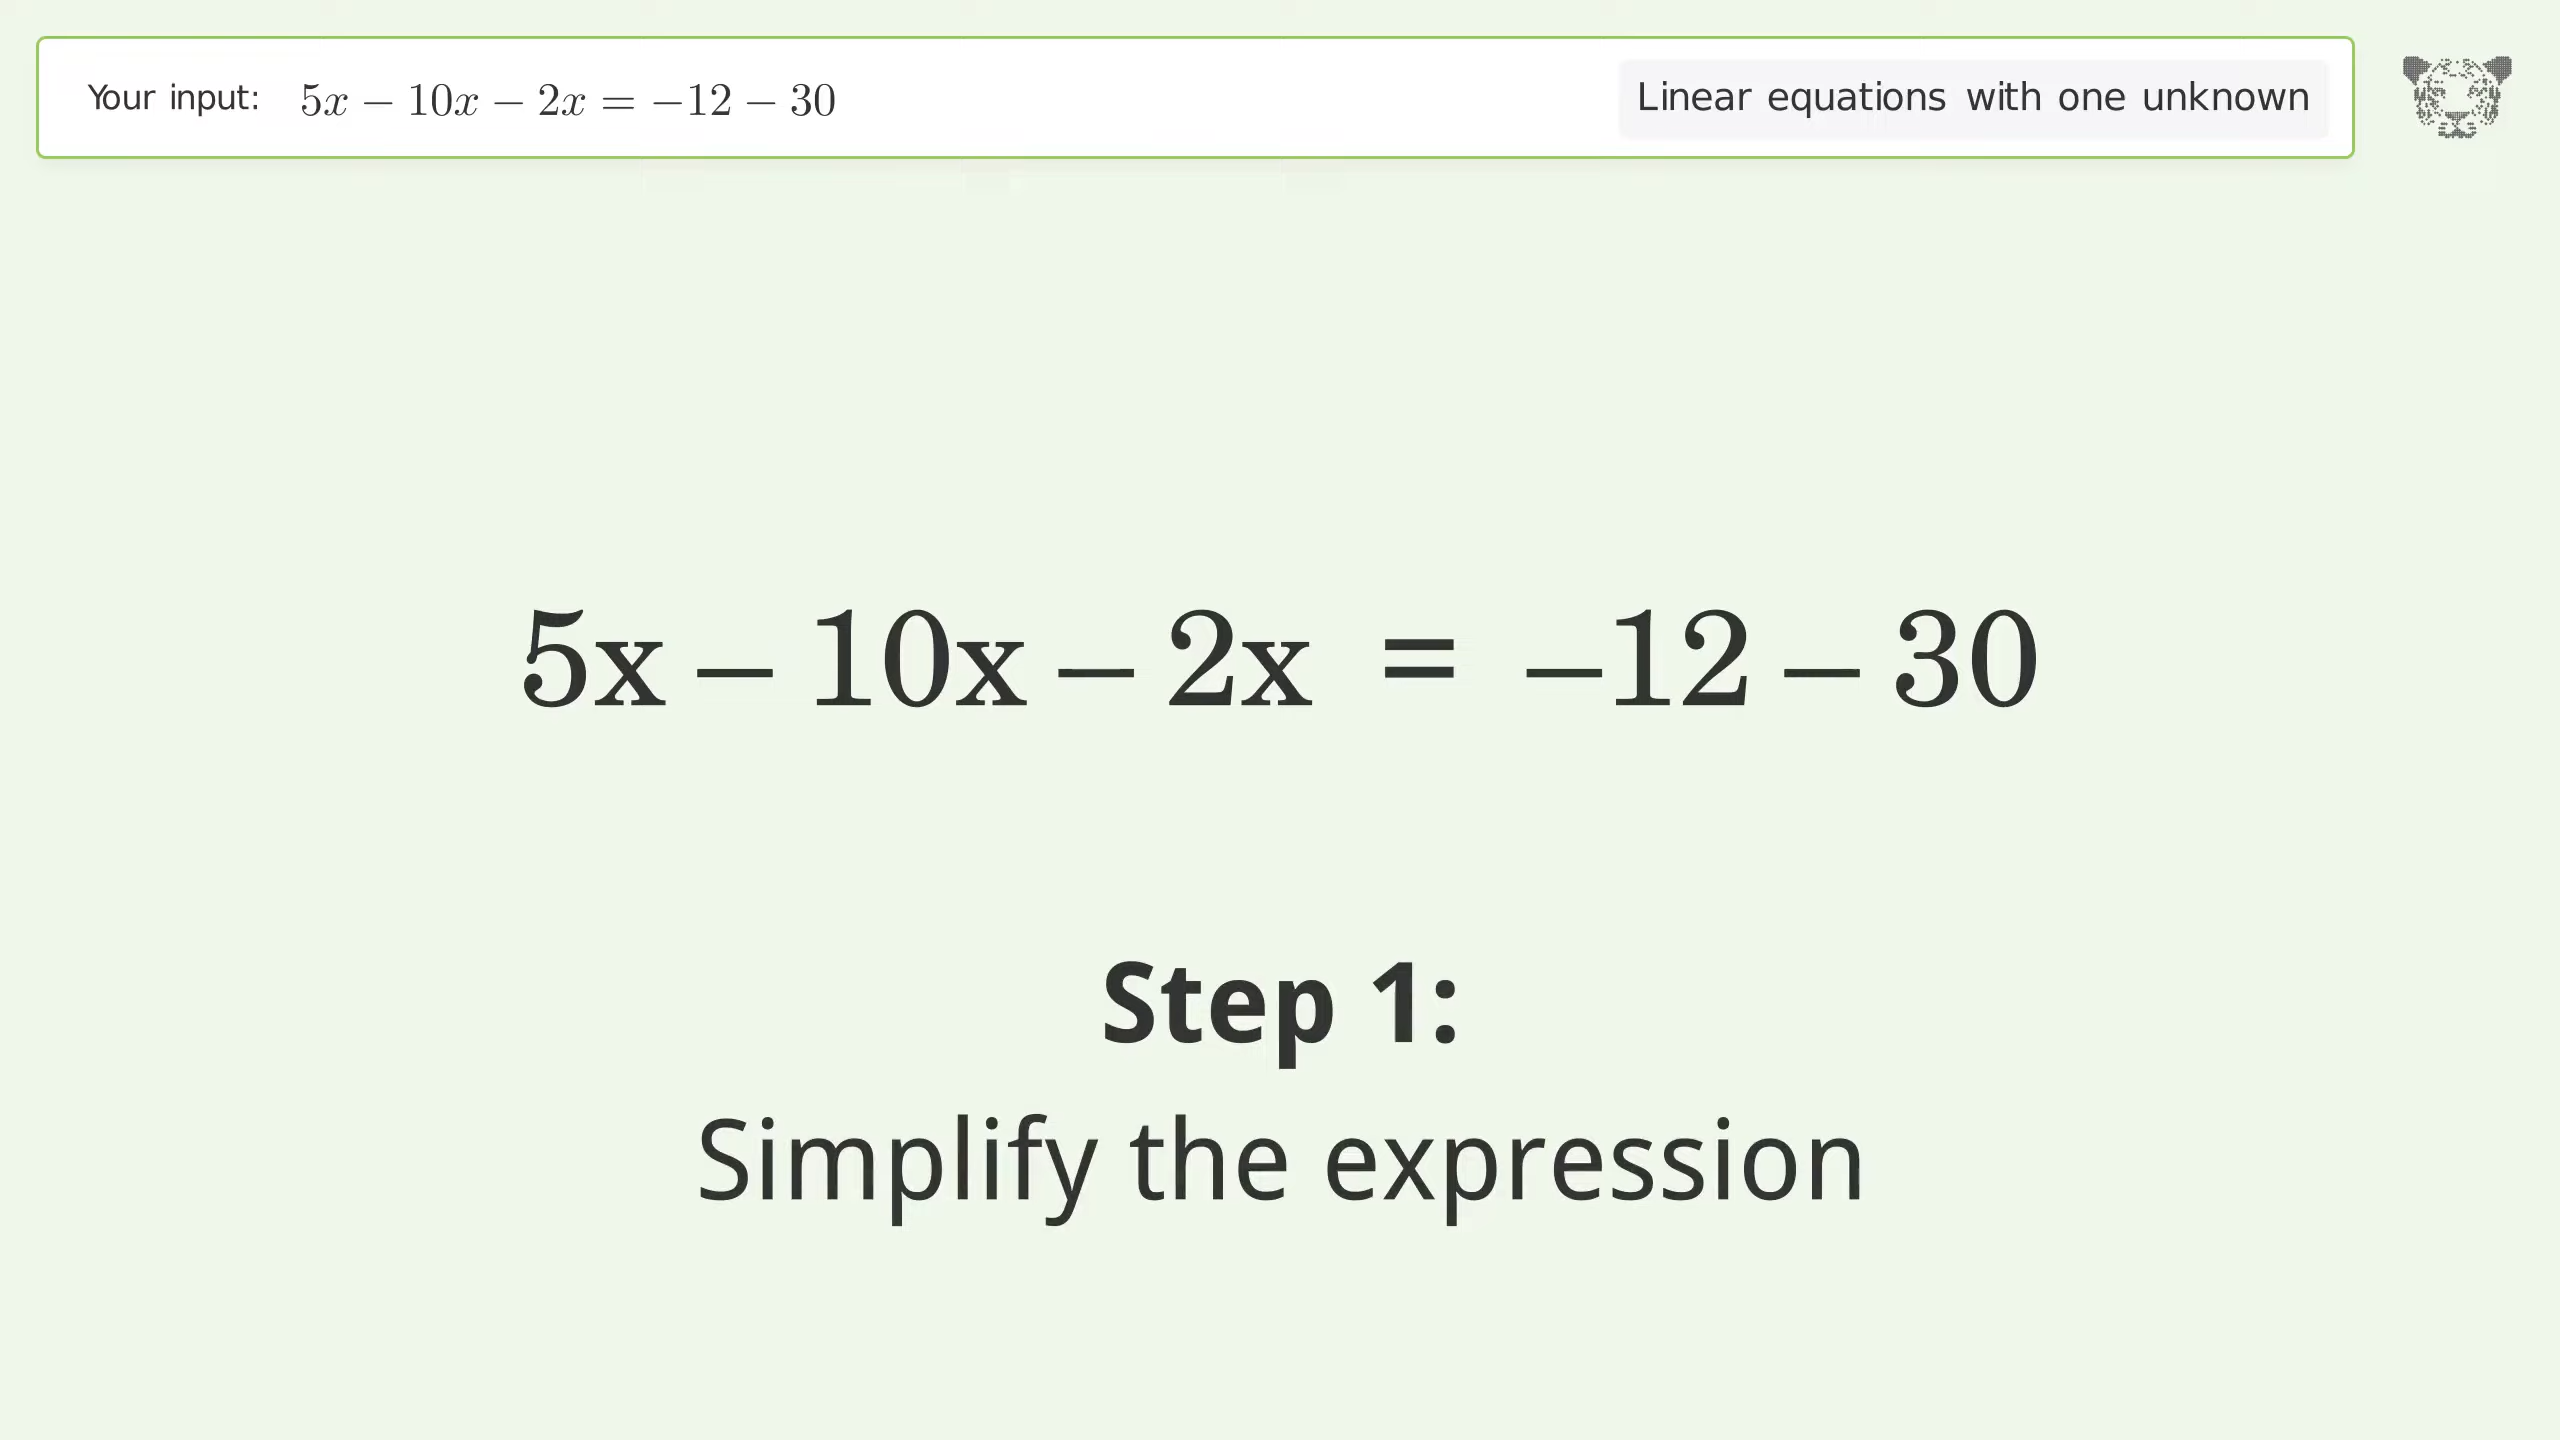 Your input: 5x − 10x − 2x = −12 − 30
Linear equations with one unknown
5x – 10x – 2x = –12 – 30
Step 1:
Simplify the expression